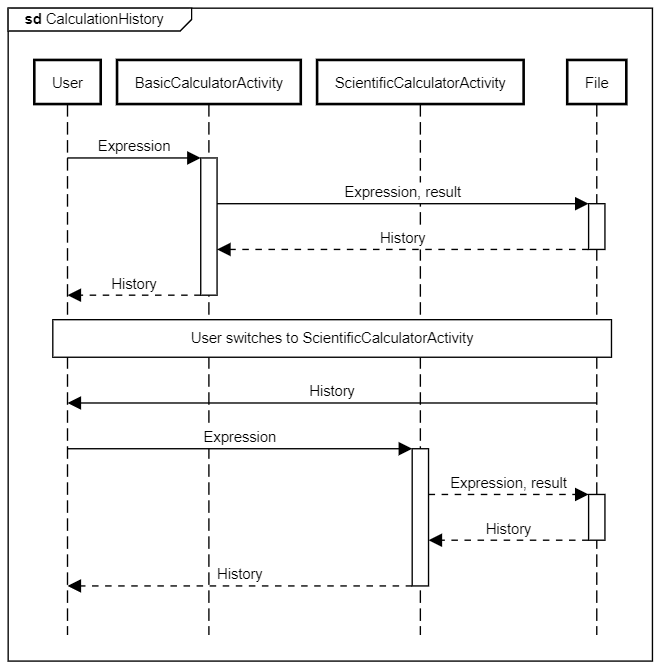 sd CalculationHistory
User
BasicCalculatorActivity
ScientificCalculatorActivity
File
Expression
Expression, result
History
History
User switches to ScientificCalculatorActivity
History
Expression
Expression, result
History
History